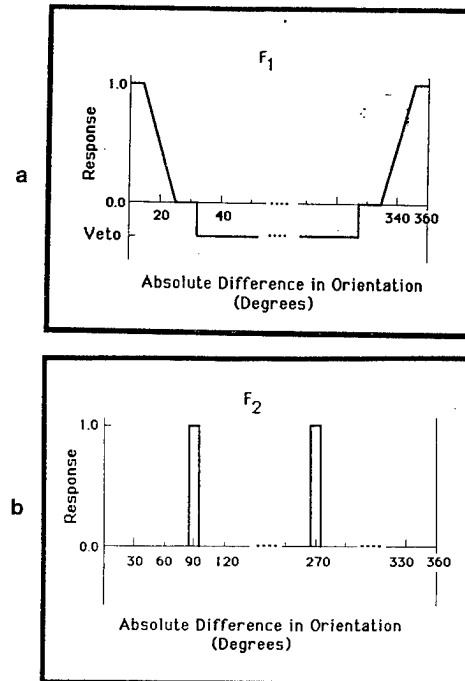 a
F1
Response
1.0
0.0
Veto
20 40 .... 340 360
....
Absolute Difference in Orientation
(Degrees)
b
F2
Response
1.0
0.0
30 60 90 120 .... 270 .... 330 360
Absolute Difference in Orientation
(Degrees)